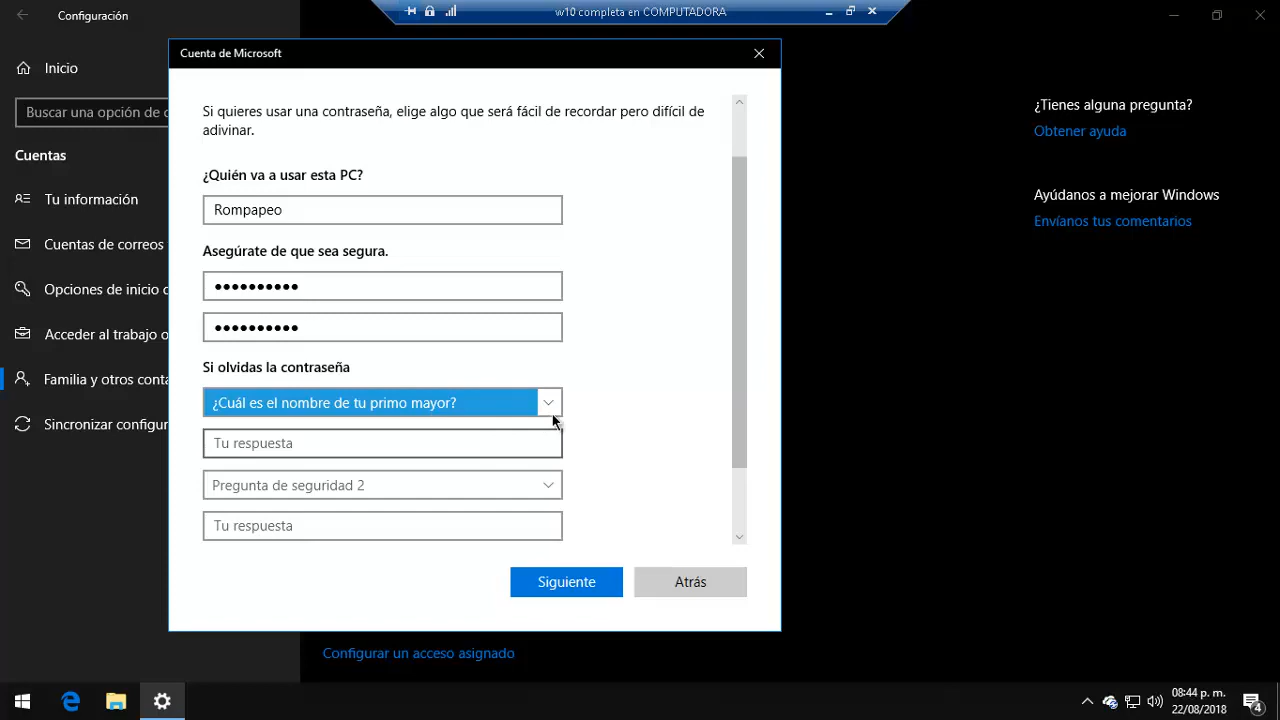 Configuración
w10 completa en COMPUTADORA
Inicio
Buscar una opción de c
Cuentas
Tu información
Cuentas de correos
Opciones de inicio d
Acceder al trabajo o
Familia y otros conta
Sincronizar configur
Cuenta de Microsoft
Si quieres usar una contraseña, elige algo que será fácil de recordar pero difícil de
adivinar.
¿Quién va a usar esta PC?
Rompapeo
Asegúrate de que sea segura.
••••••••••
••••••••••
Si olvidas la contraseña
¿Cuál es el nombre de tu primo mayor?
Tu respuesta
Pregunta de seguridad 2
Tu respuesta
Siguiente
Atrás
¿Tienes alguna pregunta?
Obtener ayuda
Ayúdanos a mejorar Windows
Envíanos tus comentarios
Configurar un acceso asignado
08:44 p. m.
22/08/2018
4